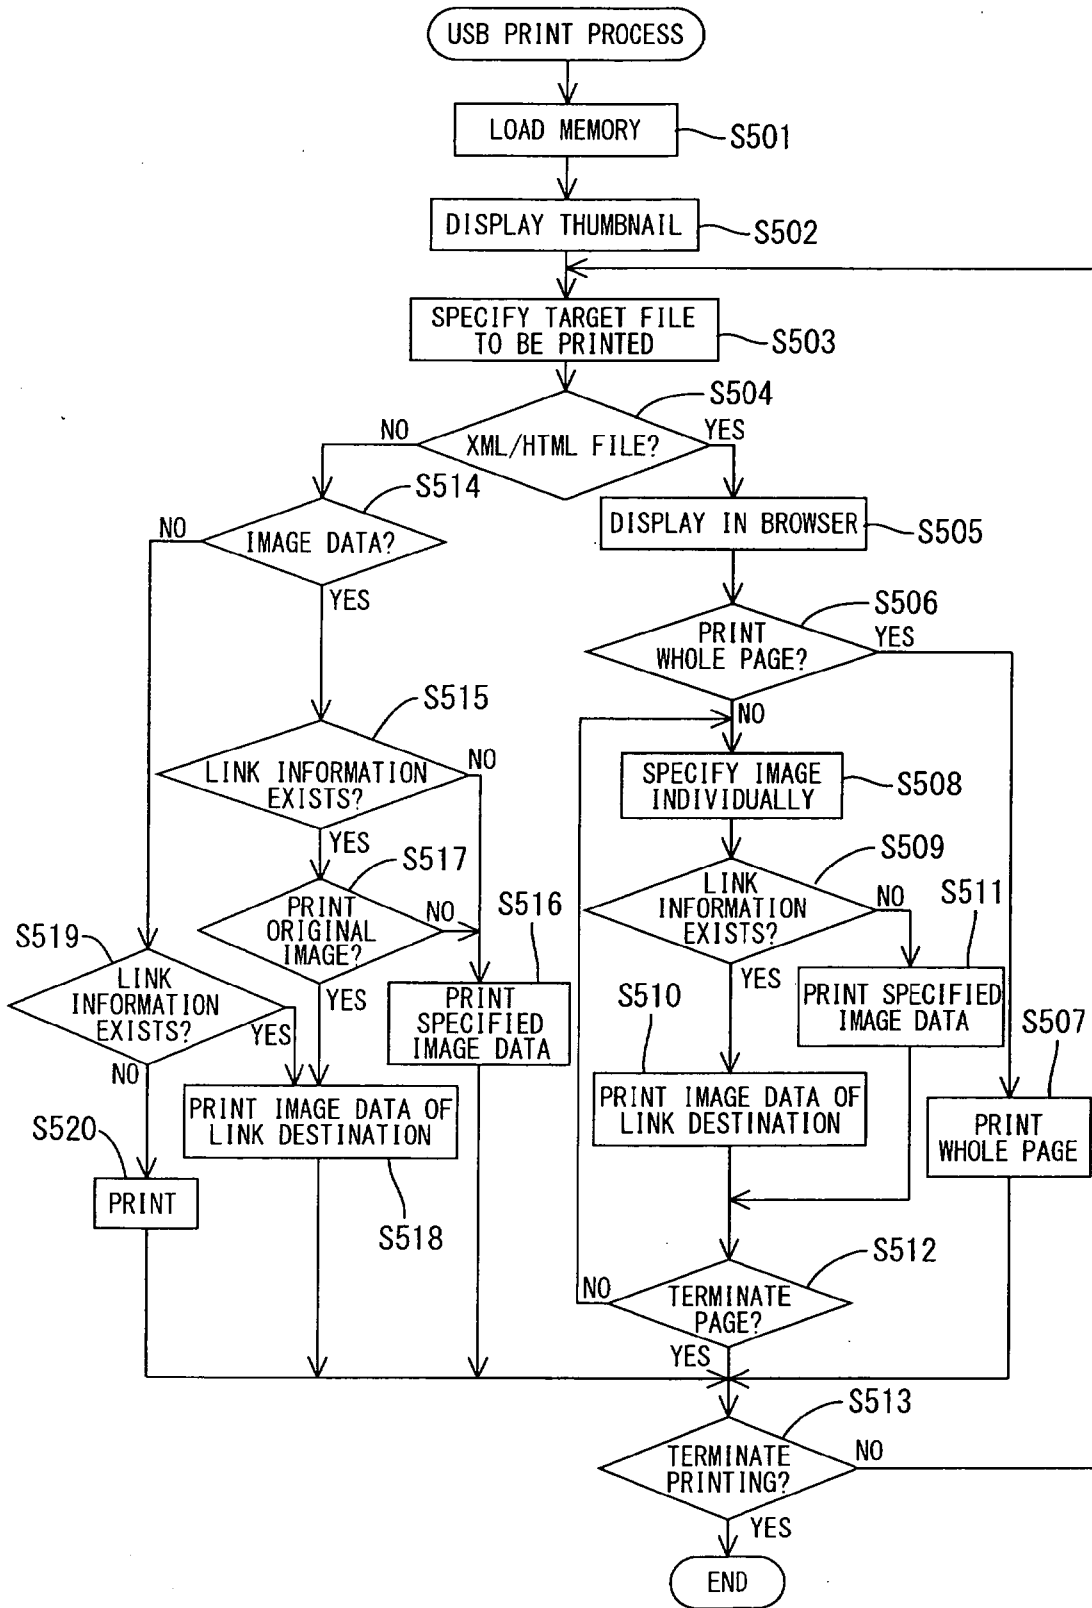 USB PRINT PROCESS
LOAD MEMORY
S501
DISPLAY THUMBNAIL
S502
SPECIFY TARGET FILE
TO BE PRINTED
S503
S504
NO
XML/HTML FILE?
YES
S514
NO
IMAGE DATA?
YES
DISPLAY IN BROWSER
S505
S506
PRINT
WHOLE PAGE?
YES
NO
S515
LINK INFORMATION
EXISTS?
NO
YES
SPECIFY IMAGE
INDIVIDUALLY
S508
S509
LINK
INFORMATION
EXISTS?
NO
YES
S511
S517
PRINT
ORIGINAL
IMAGE?
NO
YES
S516
PRINT
SPECIFIED
IMAGE DATA
S519
LINK
INFORMATION
EXISTS?
YES
NO
S510
PRINT SPECIFIED
IMAGE DATA
S507
PRINT IMAGE DATA OF
LINK DESTINATION
PRINT IMAGE DATA OF
LINK DESTINATION
PRINT
WHOLE PAGE
S520
PRINT
S518
S512
NO
TERMINATE
PAGE?
YES
S513
TERMINATE
PRINTING?
NO
YES
END